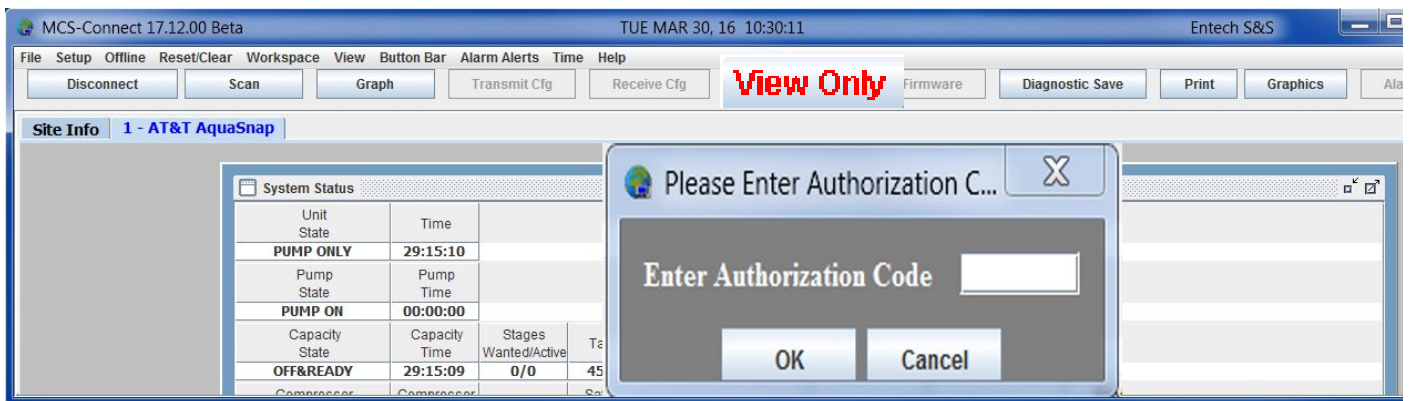 MCS-Connect 17.12.00 Beta TUE MAR 30, 16 10:30:11 Entech S&S
File Setup Offline Reset/Clear Workspace View Button Bar Alarm Alerts Time Help
Disconnect Scan Graph Transmit Cfg Receive Cfg View Only Firmware Diagnostic Save Print Graphics
Site Info 1 - AT&T AquaSnap
Please Enter Authorization C...
System Status
Unit
State
Time
PUMP ONLY 29:15:10
Pump
State
Pump
Time
PUMP ON 00:00:00
Capacity
State
Capacity
Time
Stages
Wanted/Active
OFF&READY 29:15:09 0/0 45
Compressor Compressor
Enter Authorization Code
OK Cancel